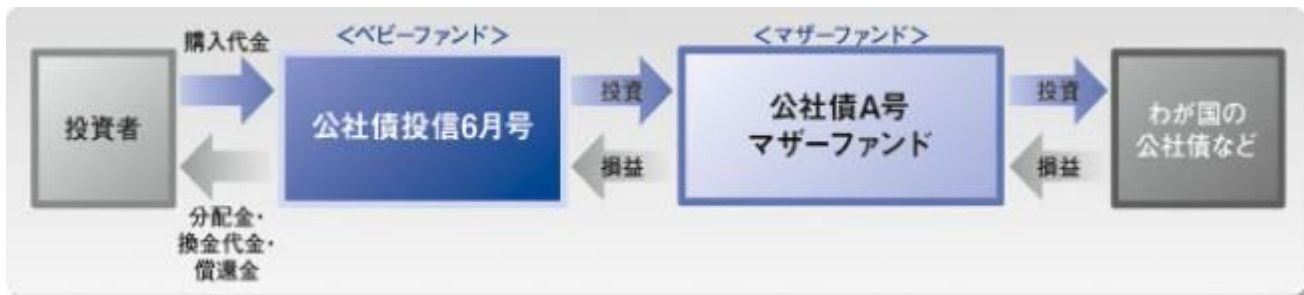 購入代金
投資者
分配金・
換金代金・
償還金
<ベビーファンド>
公社債投信6月号
投資
損益
<マザーファンド>
公社債A号
マザーファンド
投資
損益
わが国の
公社債など